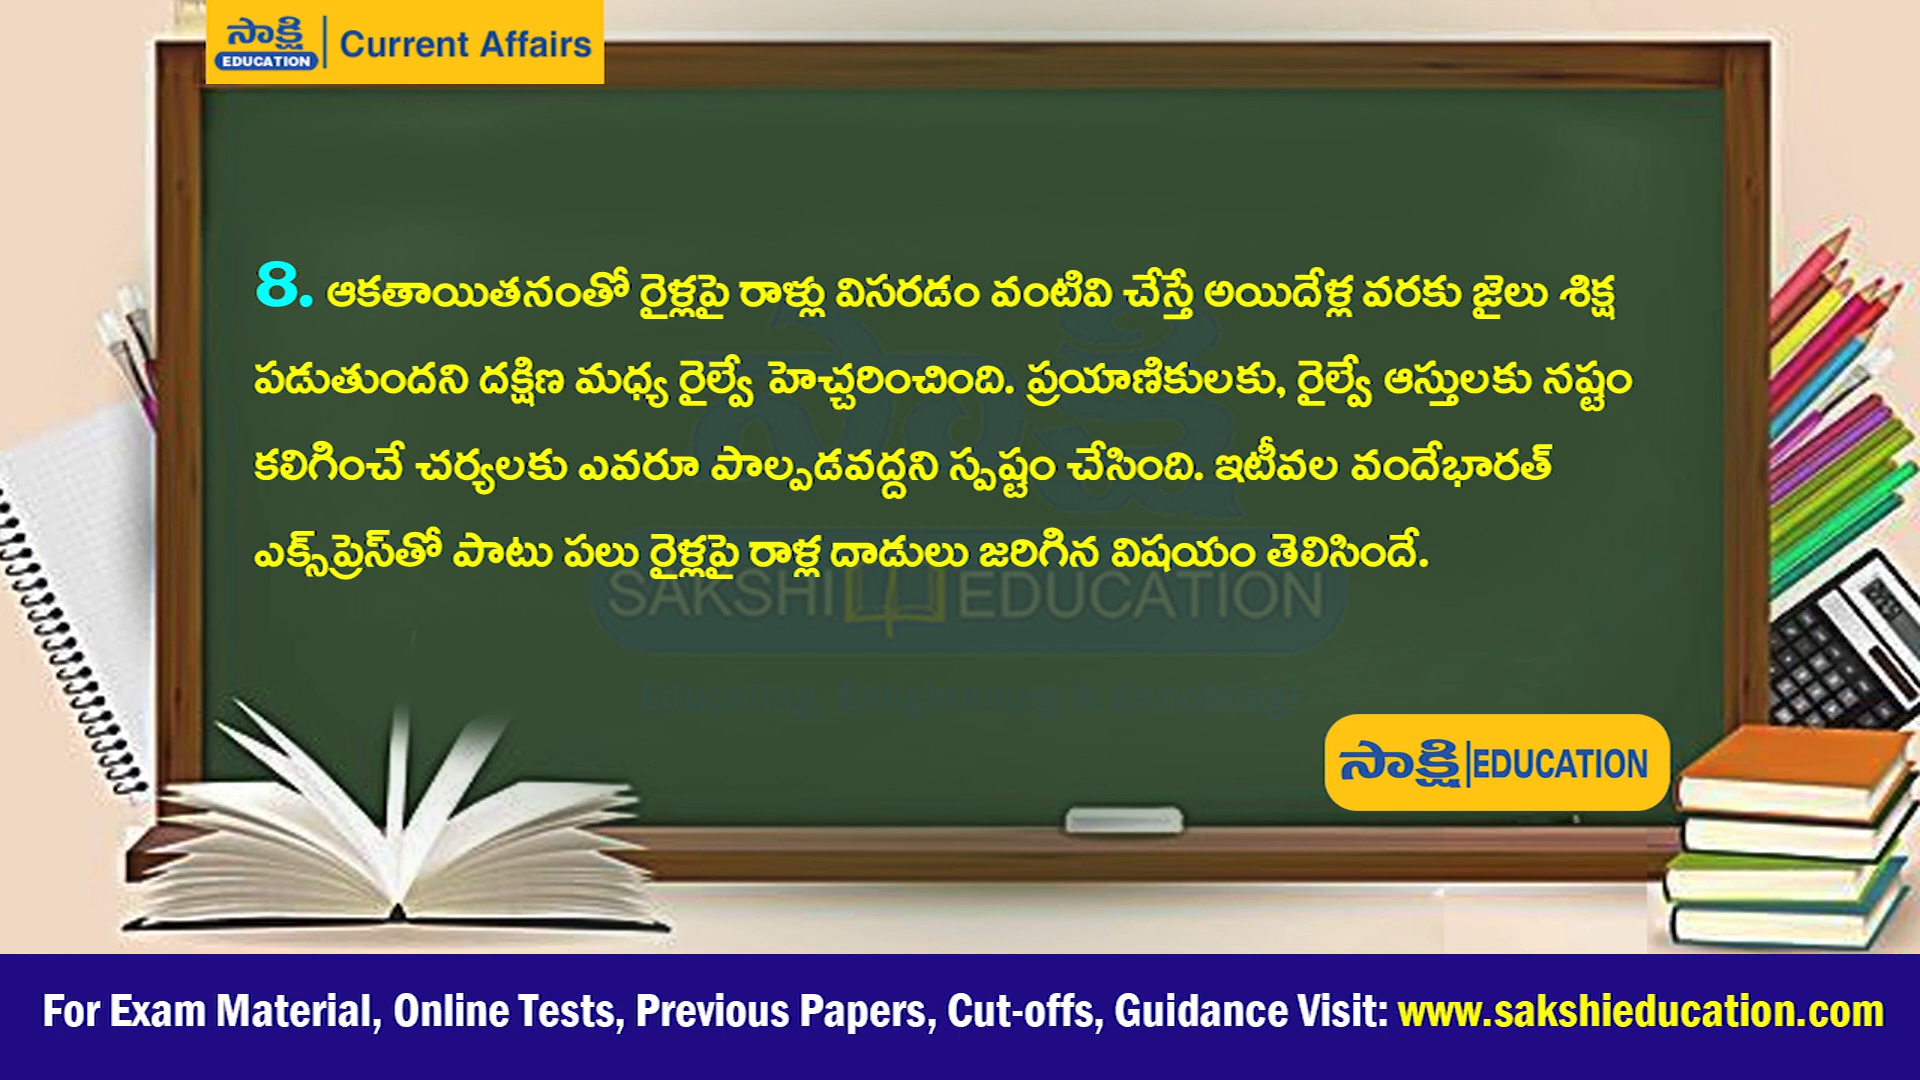 సాక్షి
EDUCATION
Current Affairs
8. ఆకతాయితనంతో రైళ్లపై రాళ్లు విసరడం వంటివి చేస్తే అయిదేళ్ల వరకు జైలు శిక్ష
పడుతుందని దక్షిణ మధ్య రైల్వే హెచ్చరించింది. ప్రయాణికులకు, రైల్వే ఆస్తులకు నష్టం
కలిగించే చర్యలకు ఎవరూ పాల్పడవద్దని స్పష్టం చేసింది. ఇటీవల వందేభారత్
ఎక్స్‌ప్రెస్‌తో పాటు పలు రైళ్లపై రాళ్ల దాడులు జరిగిన విషయం తెలిసిందే.
సాక్షి
SAKSHI EDUCATION
Educating, Enlightening &
సాక్షి EDUCATION
For Exam Material, Online Tests, Previous Papers, Cut-offs, Guidance Visit: www.sakshieducation.com